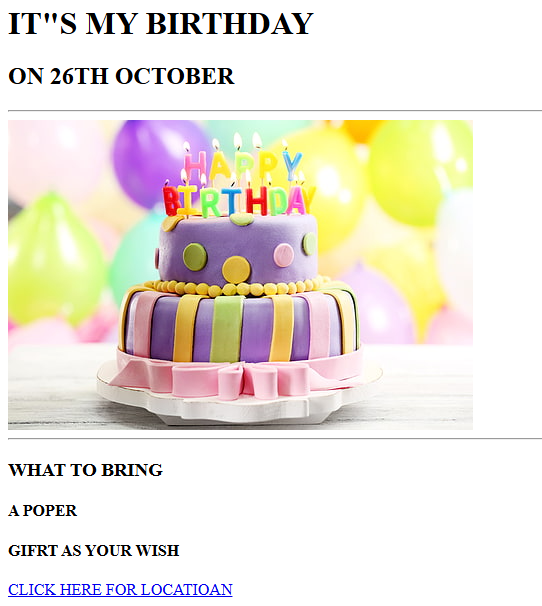 IT"S MY BIRTHDAY
ON 26TH OCTOBER
HAPPY
BIRTHDAY
WHAT TO BRING
A POPER
GIFRT AS YOUR WISH
CLICK HERE FOR LOCATIOAN